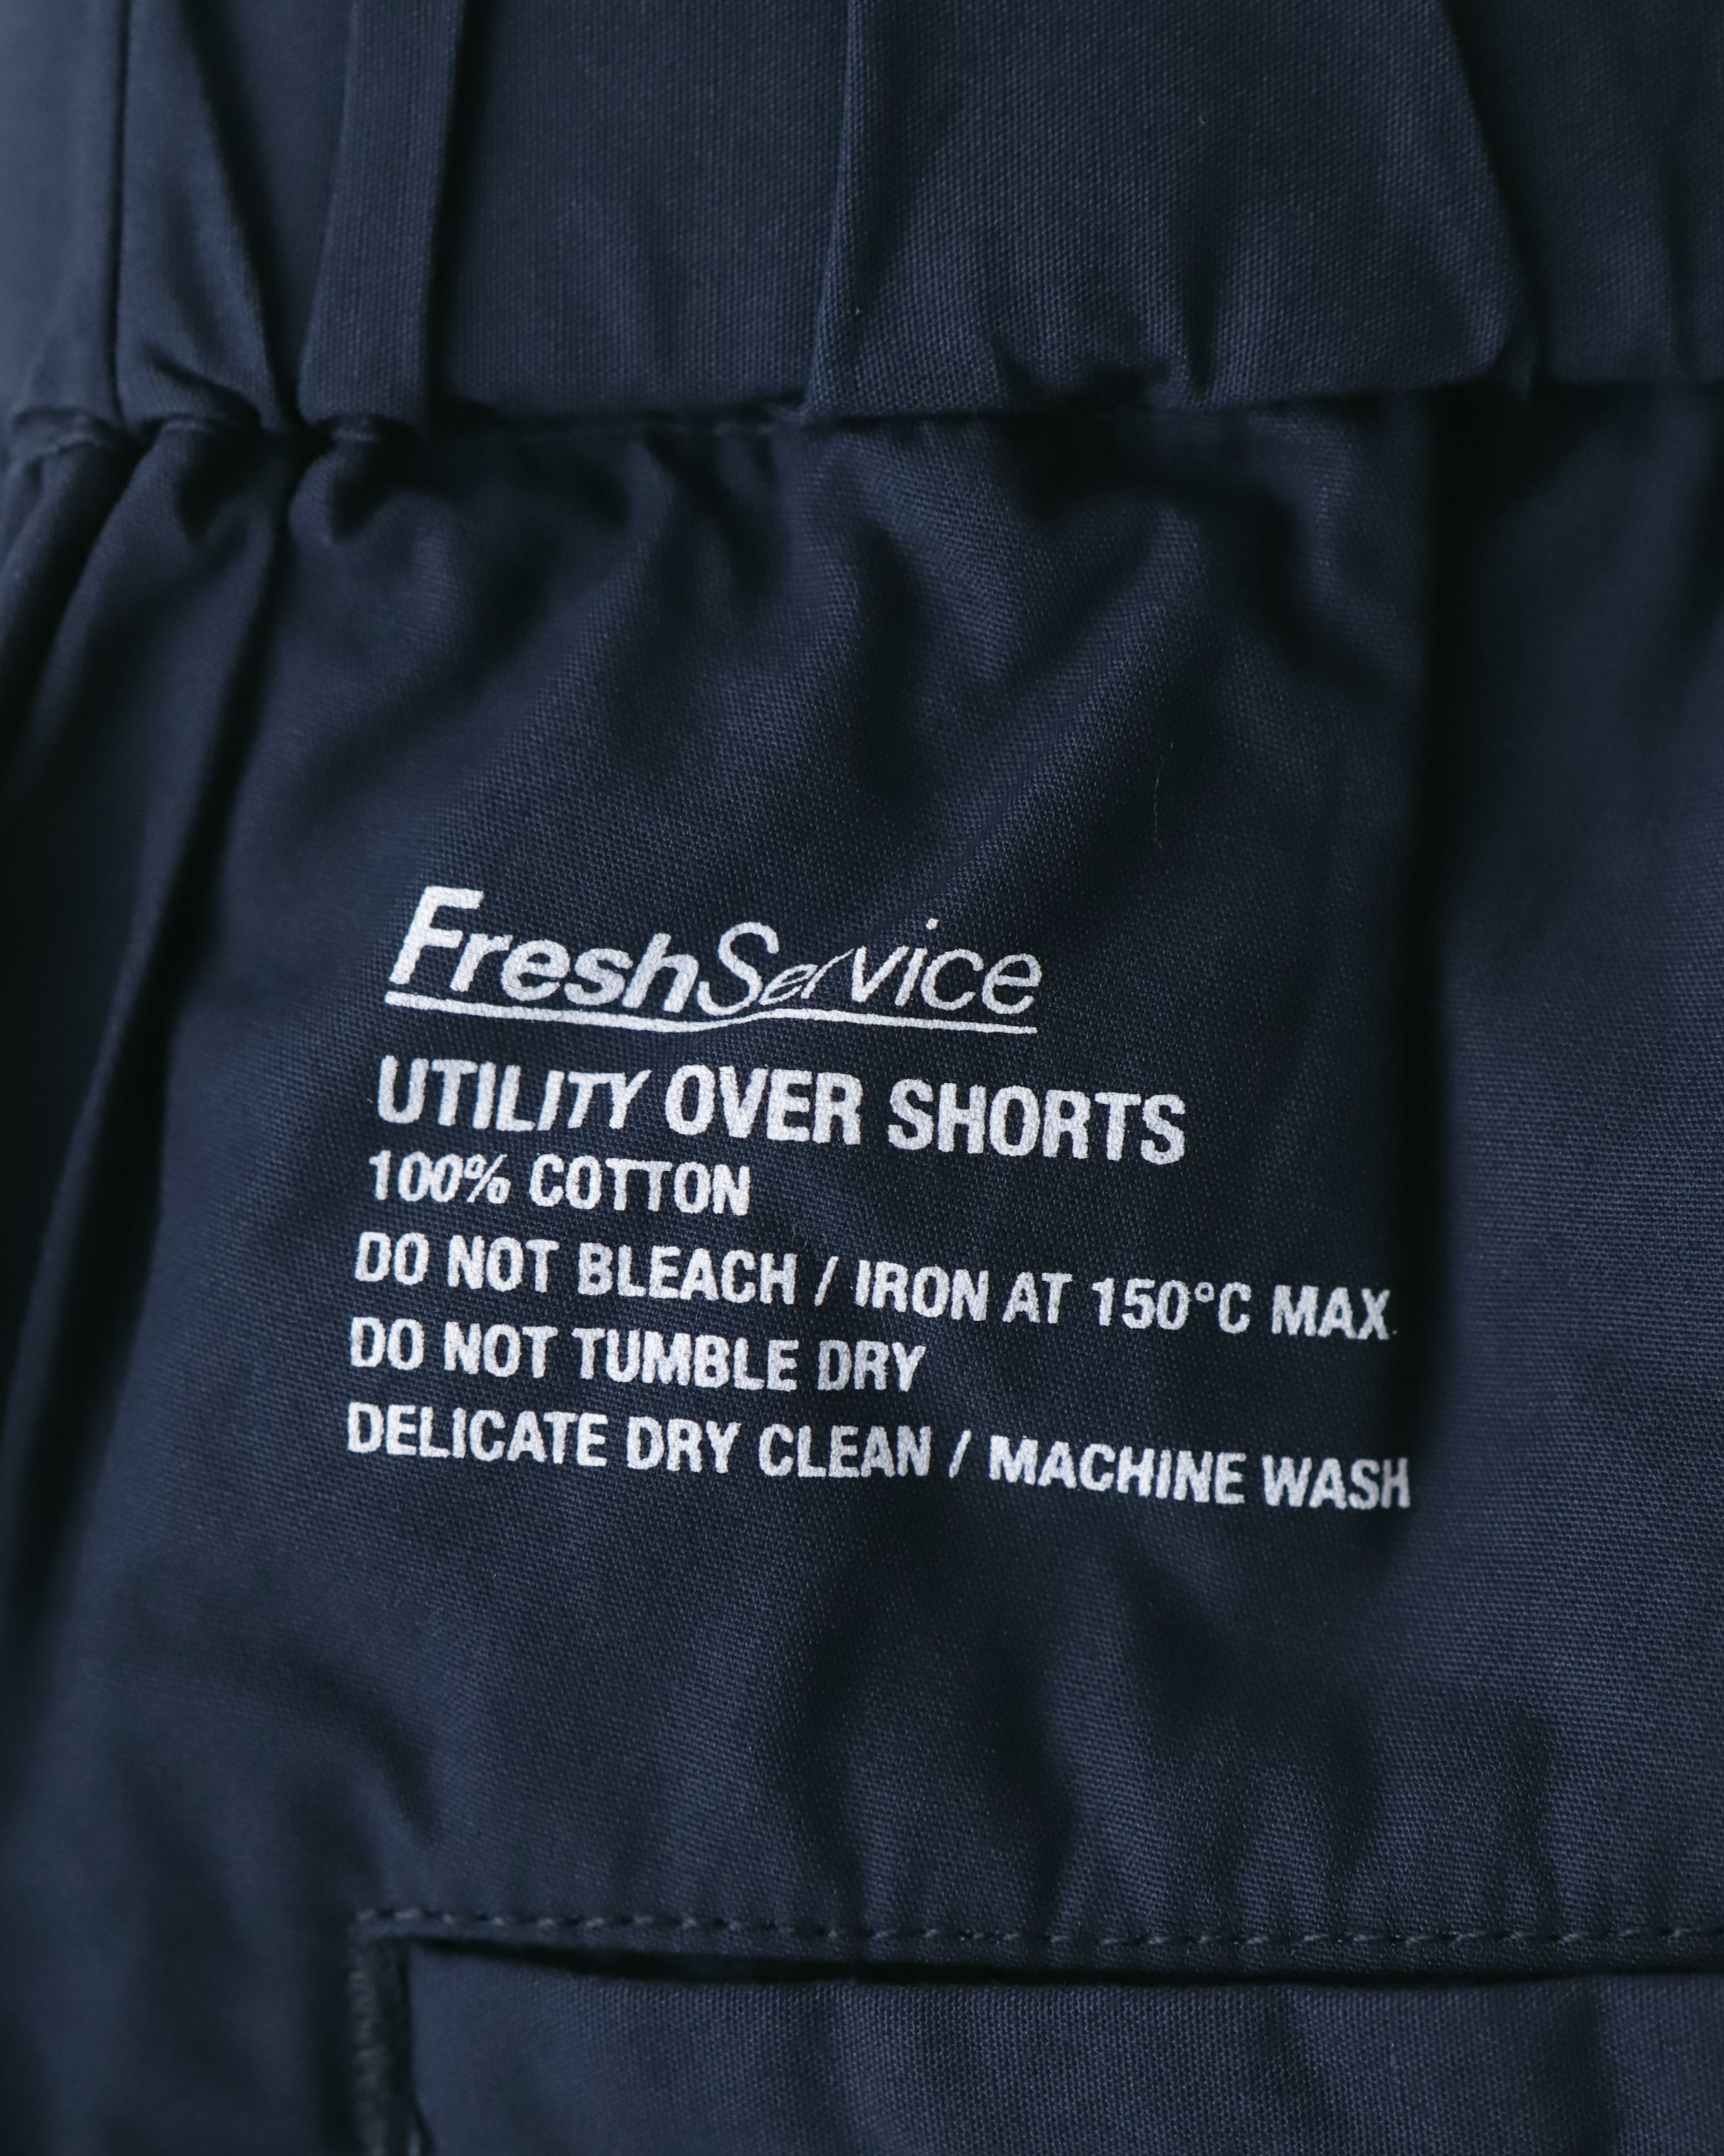 FreshService
UTILITY OVER SHORTS
100% COTTON
DO NOT BLEACH / IRON AT 150°C MAX.
DO NOT TUMBLE DRY
DELICATE DRY CLEAN / MACHINE WASH